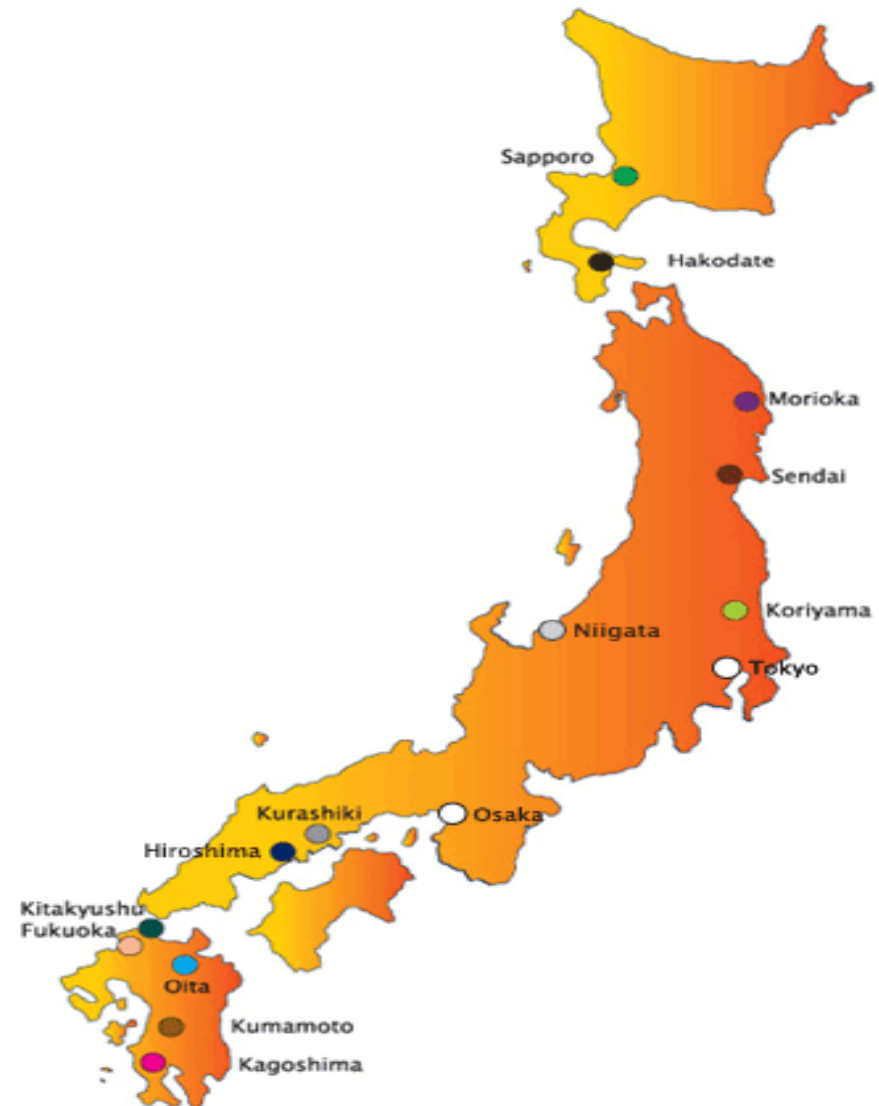 Sapporo
Hakodate
Morioka
Sendai
Koriyama
Niigata
Tokyo
Kurashiki
Osaka
Hiroshima
Kitakyushu
Fukuoka
Oita
Kumamoto
Kagoshima